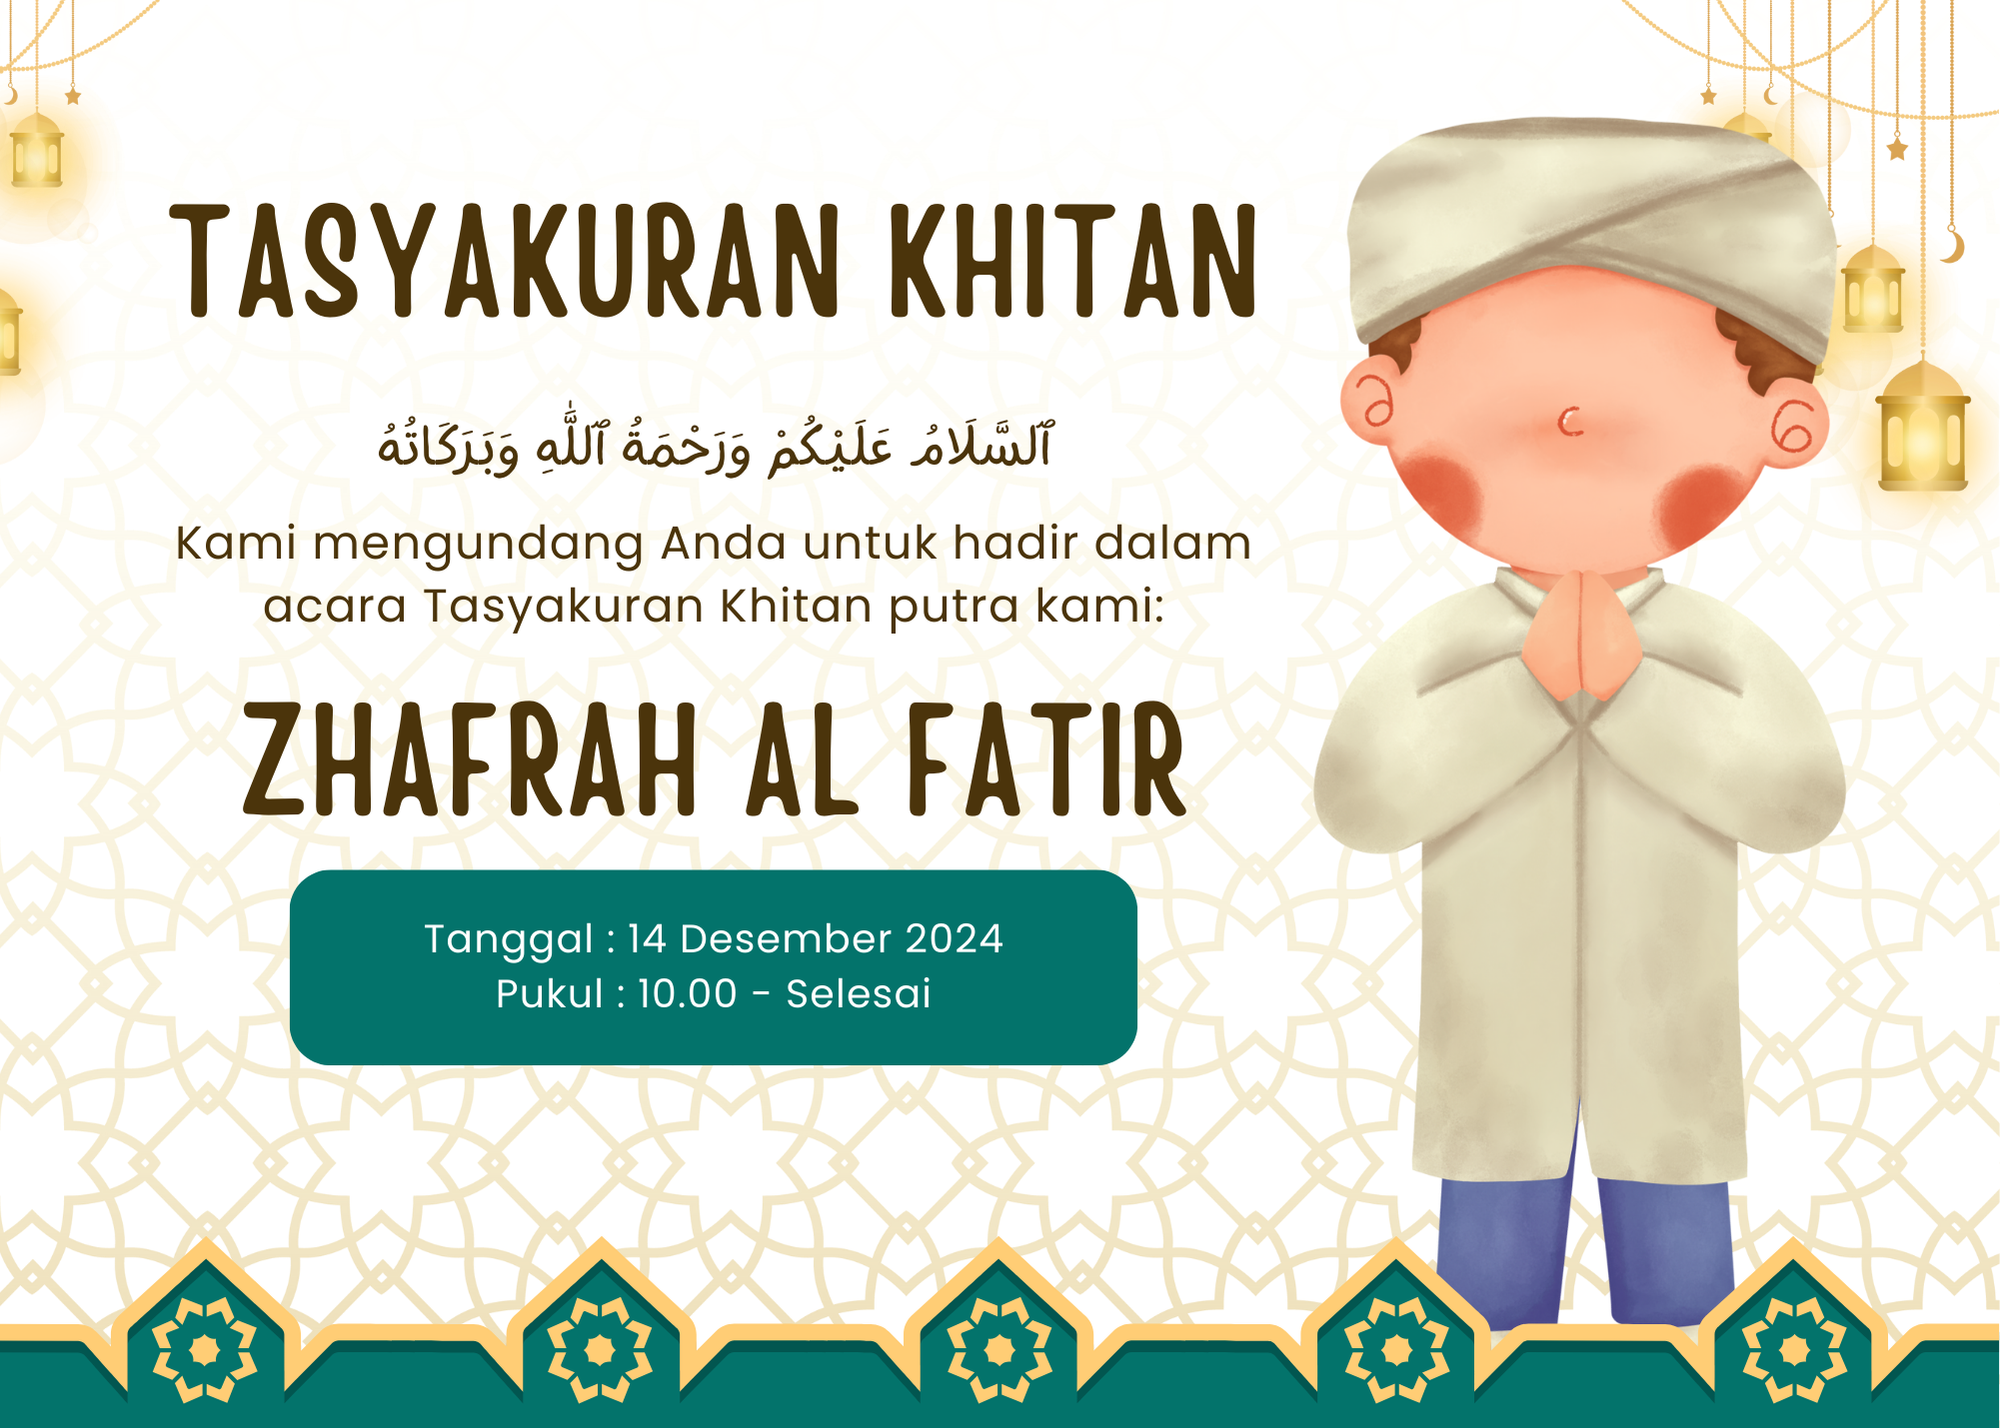 TASYAKURAN KHITAN
ٱلسَّلَامُ عَلَيْكُمْ وَرَحْمَةُ ٱللَّٰهِ وَبَرَكَاتُهُ
Kami mengundang Anda untuk hadir dalam
acara Tasyakuran Khitan putra kami:
ZHAFRAH AL FATIR
Tanggal : 14 Desember 2024
Pukul : 10.00 - Selesai